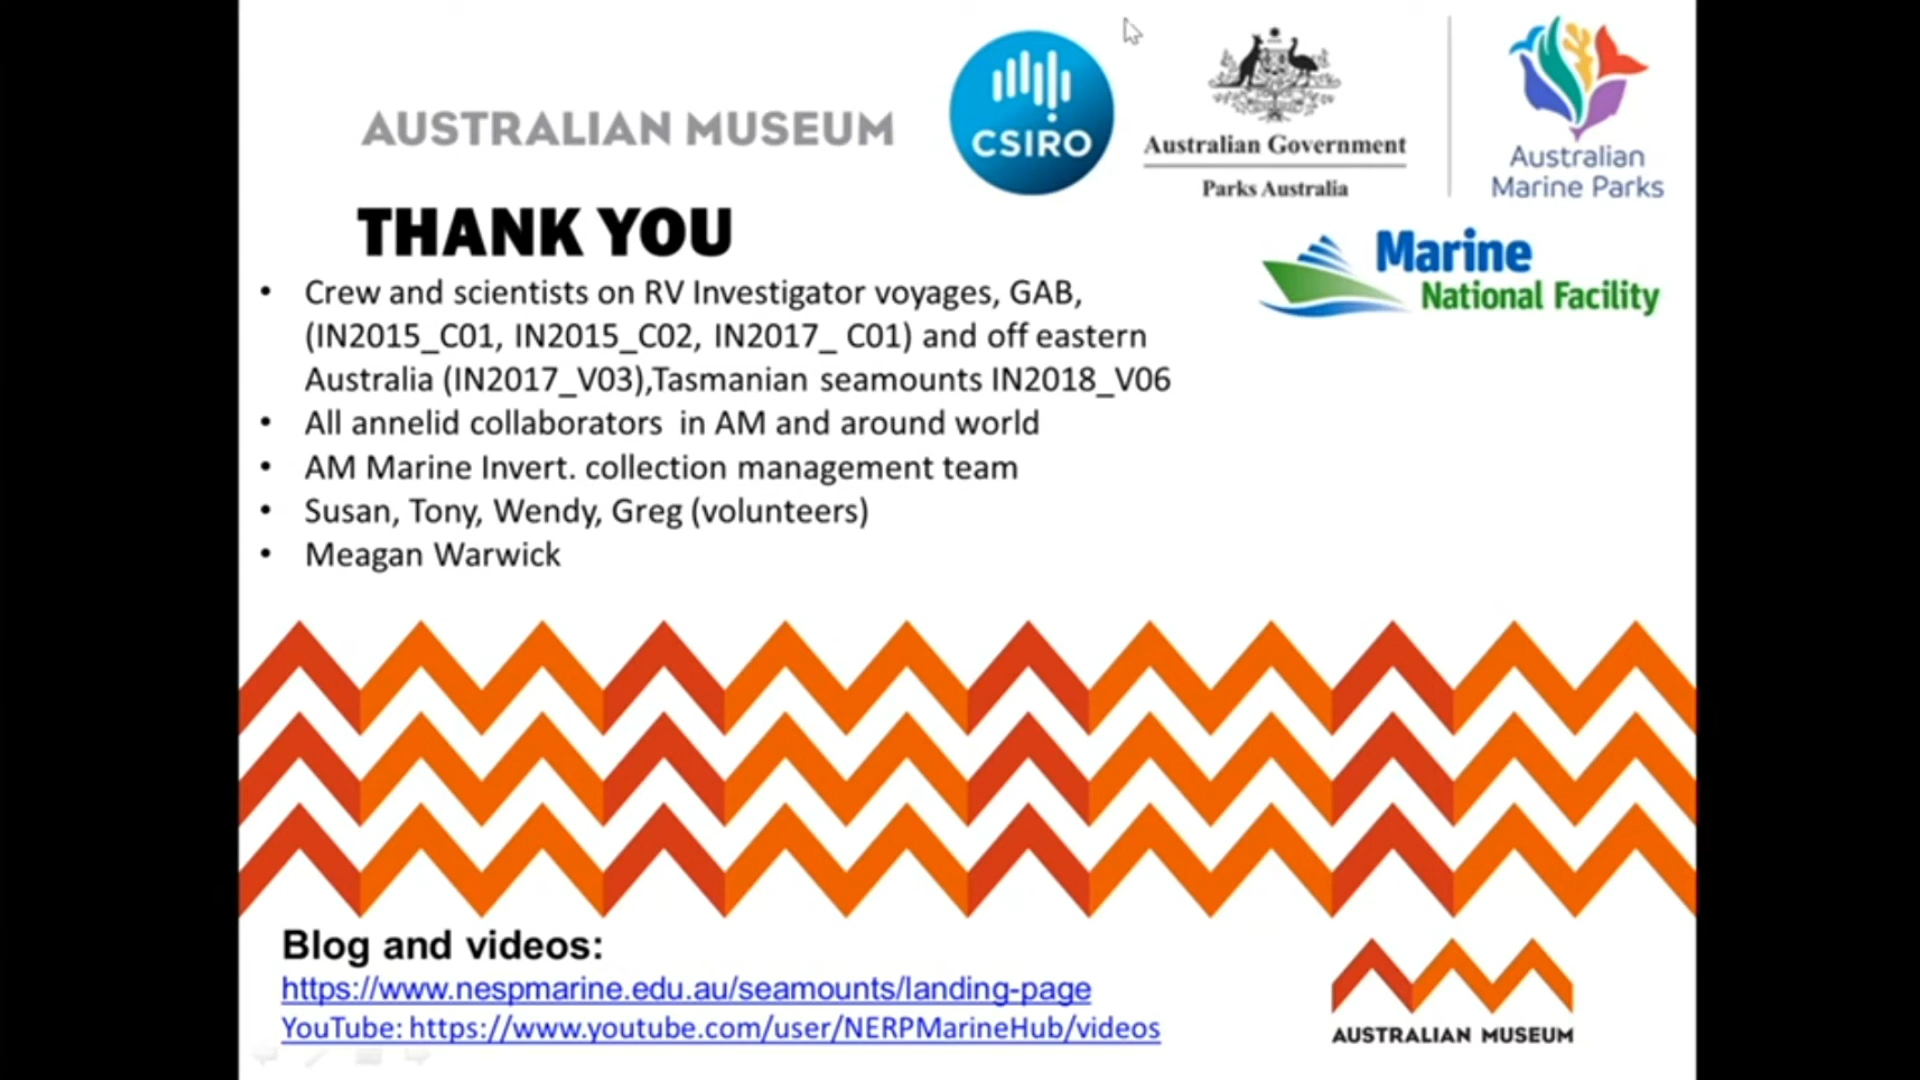 AUSTRALIAN MUSEUM
CSIRO
Australian Government
Parks Australia
Australian
Marine Parks
Marine
National Facility
THANK YOU
• Crew and scientists on RV Investigator voyages, GAB,
(IN2015_C01, IN2015_C02, IN2017_ C01) and off eastern
Australia (IN2017_V03),Tasmanian seamounts IN2018_V06
• All annelid collaborators in AM and around world
• AM Marine Invert. collection management team
• Susan, Tony, Wendy, Greg (volunteers)
• Meagan Warwick
Blog and videos:
https://www.nespmarine.edu.au/seamounts/landing-page
YouTube: https://www.youtube.com/user/NERPMarineHub/videos
AUSTRALIAN MUSEUM